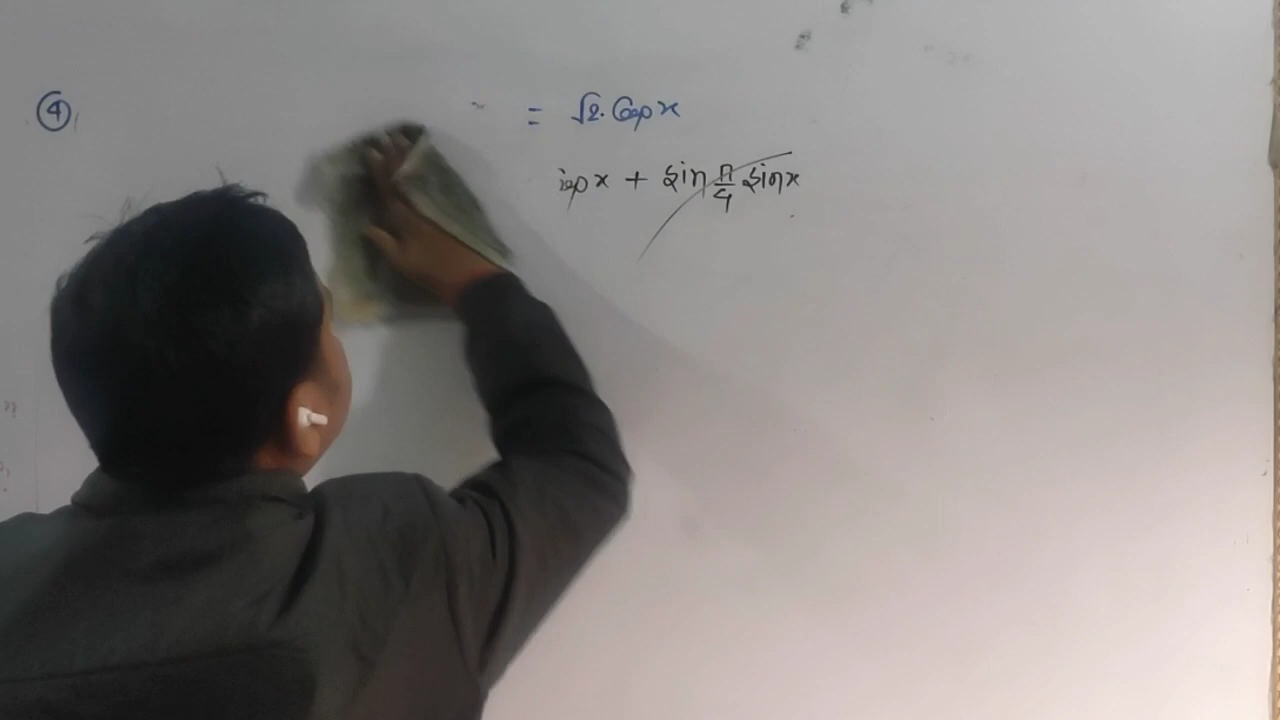 ④ = √2. Cos x
cos x + sin π/4 sin x